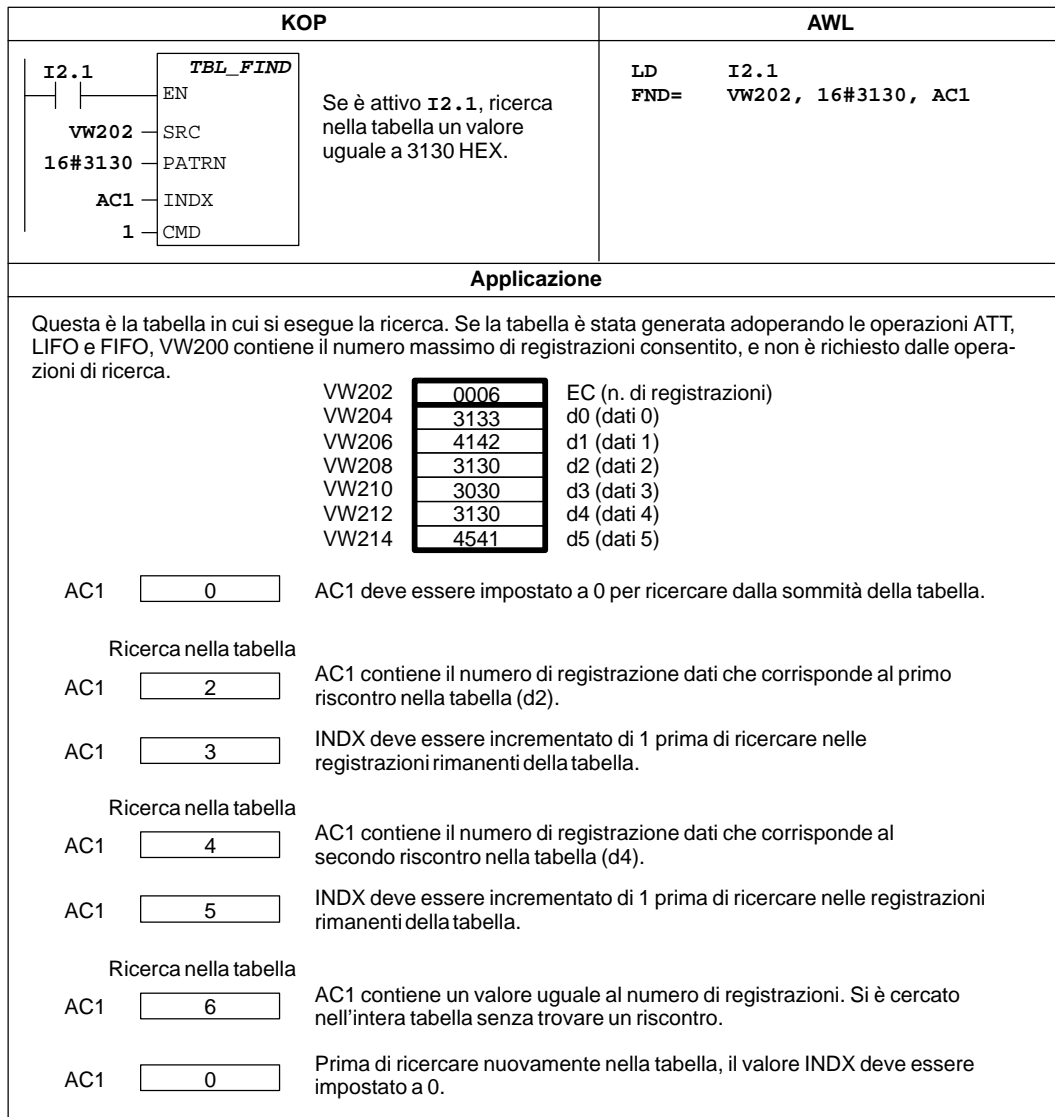 KOP
AWL
I2.1
TBL_FIND
EN
VW202
SRC
16#3130
PATRN
AC1
INDX
1
CMD
Se è attivo I2.1, ricerca
nella tabella un valore
uguale a 3130 HEX.
LD I2.1
FND= VW202, 16#3130, AC1
Applicazione
Questa è la tabella in cui si esegue la ricerca. Se la tabella è stata generata adoperando le operazioni ATT,
LIFO e FIFO, VW200 contiene il numero massimo di registrazioni consentito, e non è richiesto dalle opera-
zioni di ricerca.
VW202 0006 EC (n. di registrazioni)
VW204 3133 d0 (dati 0)
VW206 4142 d1 (dati 1)
VW208 3130 d2 (dati 2)
VW210 3030 d3 (dati 3)
VW212 3130 d4 (dati 4)
VW214 4541 d5 (dati 5)
AC1 0 AC1 deve essere impostato a 0 per ricercare dalla sommità della tabella.
Ricerca nella tabella
AC1 2 AC1 contiene il numero di registrazione dati che corrisponde al primo
riscontro nella tabella (d2).
AC1 3 INDX deve essere incrementato di 1 prima di ricercare nelle
registrazioni rimanenti della tabella.
Ricerca nella tabella
AC1 4 AC1 contiene il numero di registrazione dati che corrisponde al
secondo riscontro nella tabella (d4).
AC1 5 INDX deve essere incrementato di 1 prima di ricercare nelle registrazioni
rimanenti della tabella.
Ricerca nella tabella
AC1 6 AC1 contiene un valore uguale al numero di registrazioni. Si è cercato
nell'intera tabella senza trovare un riscontro.
AC1 0 Prima di ricercare nuovamente nella tabella, il valore INDX deve essere
impostato a 0.